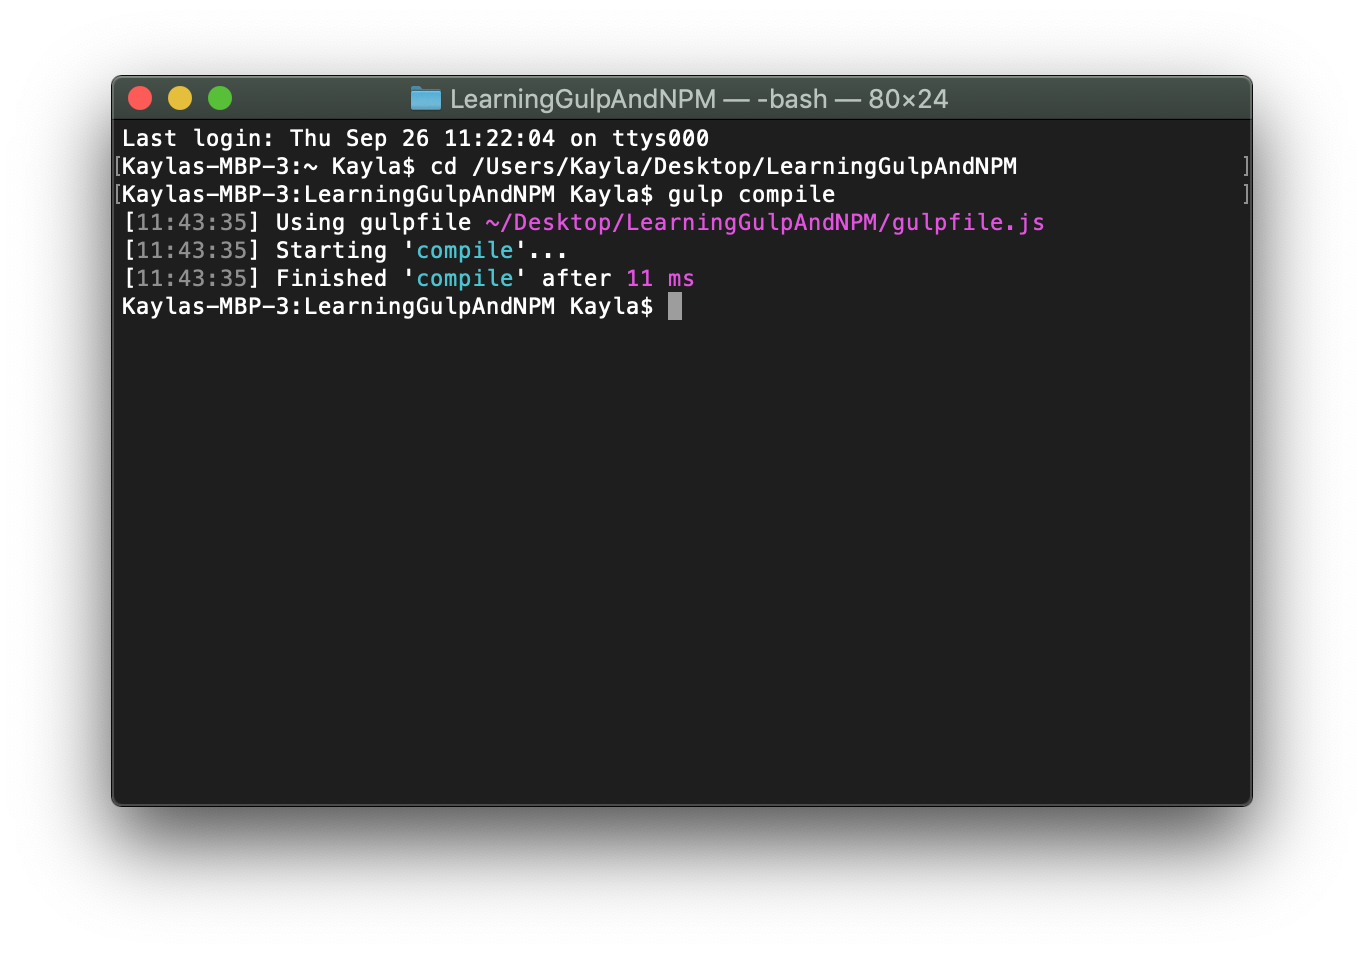 LearningGulpAndNPM — -bash — 80×24
Last login: Thu Sep 26 11:22:04 on ttys000
[Kaylas-MBP-3:~ Kayla$ cd /Users/Kayla/Desktop/LearningGulpAndNPM ]
[Kaylas-MBP-3:LearningGulpAndNPM Kayla$ gulp compile ]
[11:43:35] Using gulpfile ~/Desktop/LearningGulpAndNPM/gulpfile.js
[11:43:35] Starting 'compile'...
[11:43:35] Finished 'compile' after 11 ms
Kaylas-MBP-3:LearningGulpAndNPM Kayla$